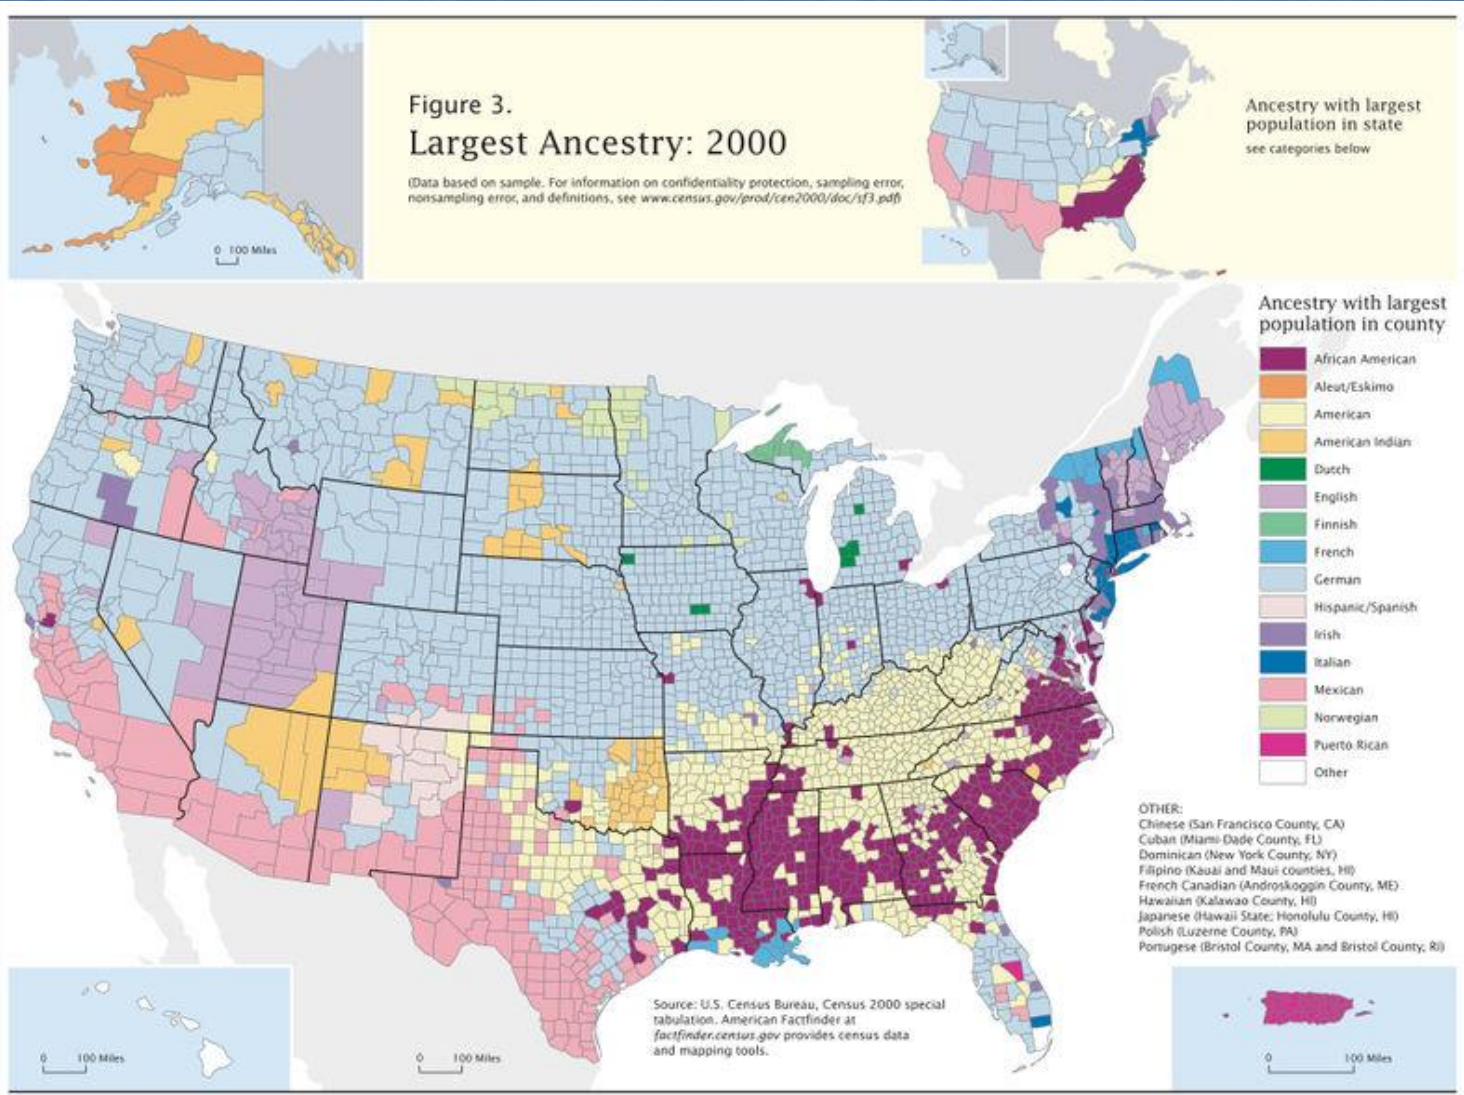 Figure 3.
Largest Ancestry: 2000
(Data based on sample. For information on confidentiality protection, sampling error,
nonsampling error, and definitions, see www.census.gov/prod/cen2000/doc/sf3.pdf)
Ancestry with largest
population in state
see categories below
0 100 Miles
Ancestry with largest
population in county
African American
Aleut/Eskimo
American
American Indian
Dutch
English
Finnish
French
German
Hispanic/Spanish
Irish
Italian
Mexican
Norwegian
Puerto Rican
Other
OTHER:
Chinese (San Francisco County, CA)
Cuban (Miami-Dade County, FL)
Dominican (New York County, NY)
Filipino (Kauai and Maui counties, HI)
French Canadian (Androskoggin County, ME)
Hawaiian (Kalawao County, HI)
Japanese (Hawaii State; Honolulu County, HI)
Polish (Luzerne County, PA)
Portugese (Bristol County, MA and Bristol County, RI)
Source: U.S. Census Bureau, Census 2000 special
tabulation. American Factfinder at
factfinder.census.gov provides census data
and mapping tools.
0 100 Miles
0 100 Miles
0 100 Miles